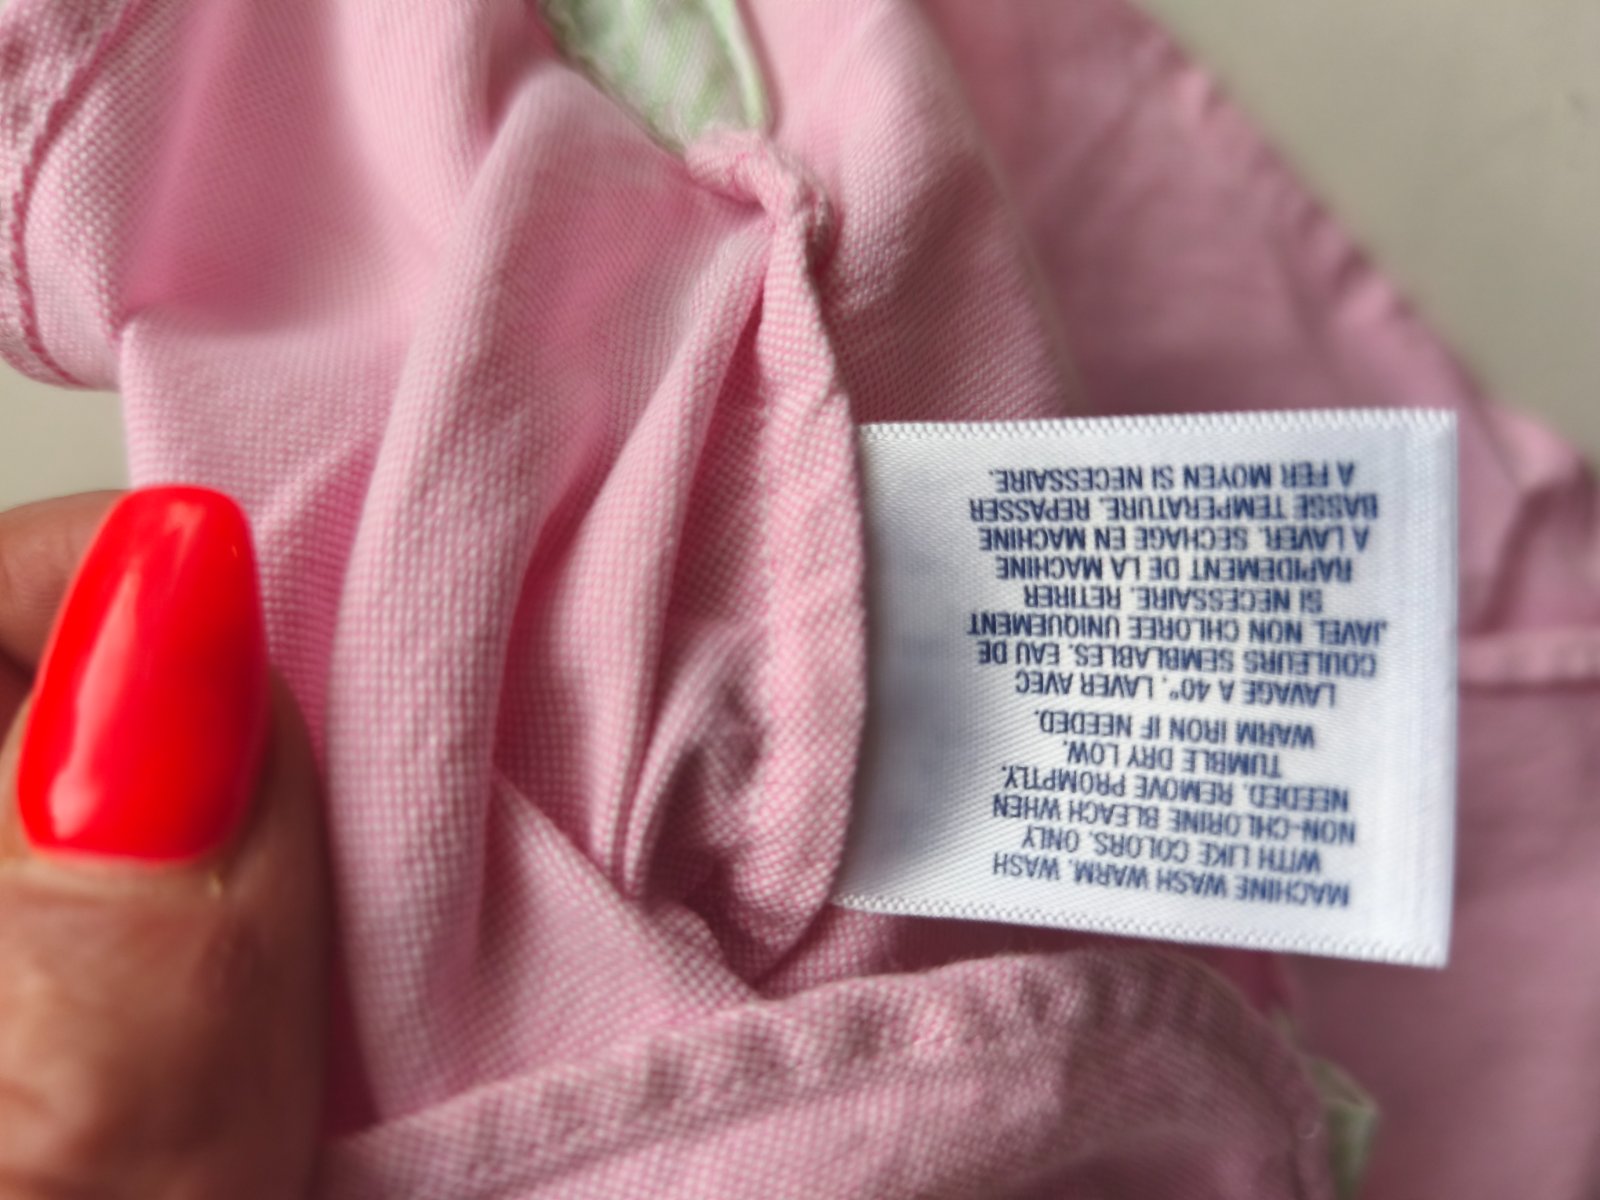 MACHINE WASH WARM, WASH
WITH LIKE COLORS, ONLY
NON-CHLORINE BLEACH WHEN
NEEDED. REMOVE PROMPTLY.
TUMBLE DRY LOW.
WARM IRON IF NEEDED.
LAVAGE A 40°. LAVER AVEC
COULEURS SEMBLABLES. EAU DE
JAVEL NON CHLOREE UNIQUEMENT
SI NECESSAIRE. RETIRER
RAPIDEMENT DE LA MACHINE
A LAVER. SECHAGE EN MACHINE
BASSE TEMPERATURE. REPASSER
A FER MOYEN SI NECESSAIRE.